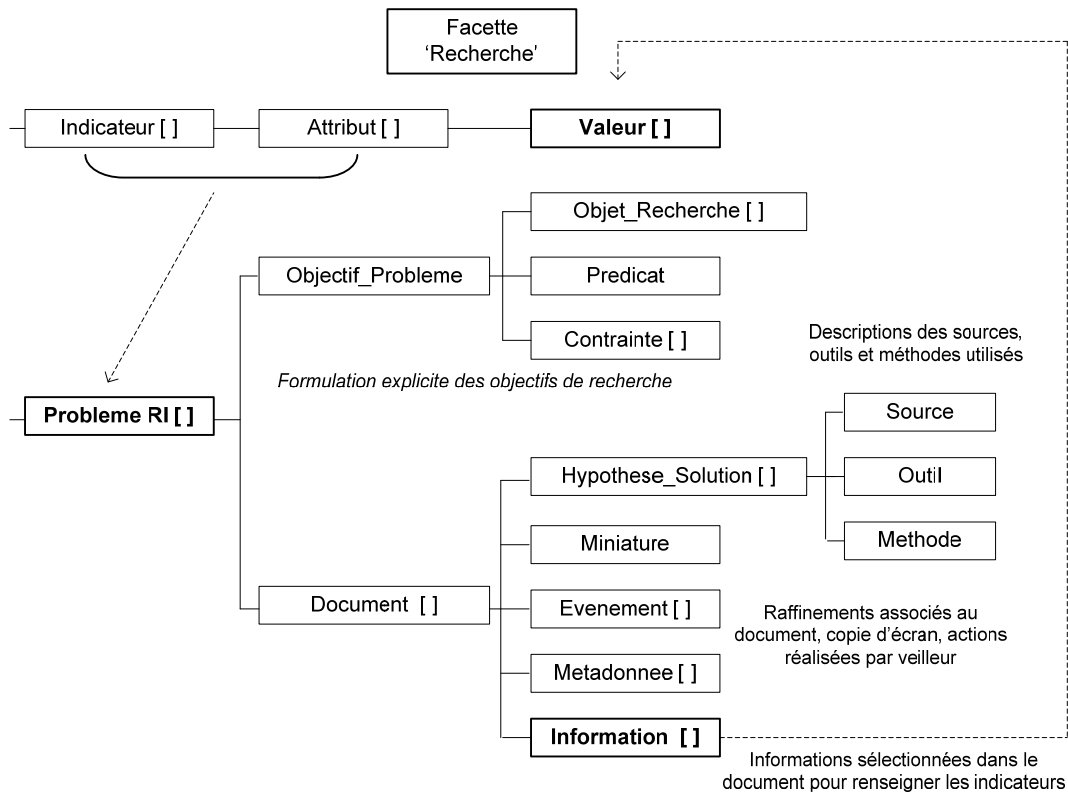 Facette
‘Recherche’
Indicateur [ ]
Attribut [ ]
Valeur [ ]
Objet_Recherche [ ]
Objectif_Probleme
Predicat
Contrainte [ ]
Descriptions des sources,
outils et méthodes utilisés
Formulation explicite des objectifs de recherche
Probleme RI [ ]
Source
Hypothese_Solution [ ]
Outil
Miniature
Methode
Document [ ]
Evenement [ ]
Raffinements associés au
document, copie d’écran, actions
réalisées par veilleur
Metadonnee [ ]
Information [ ]
Informations sélectionnées dans le
document pour renseigner les indicateurs